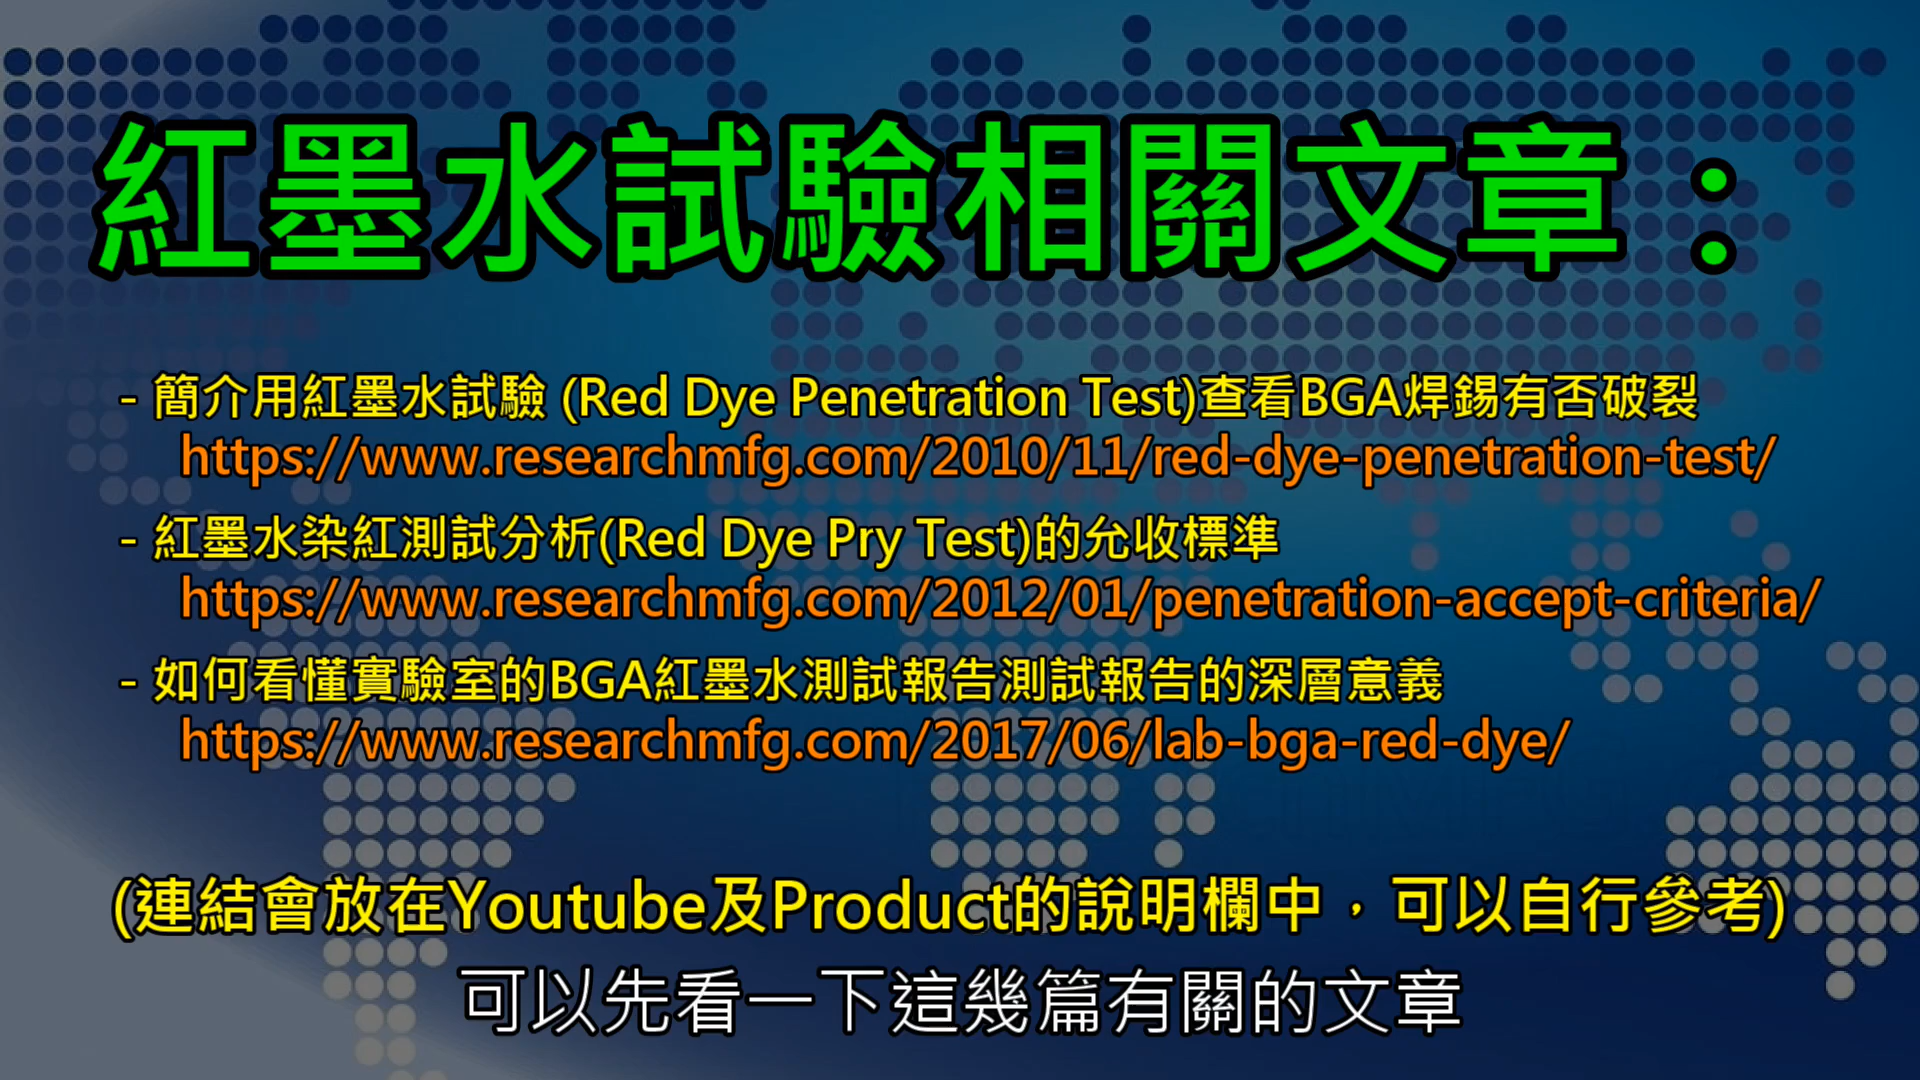 紅墨水試驗相關文章：
- 簡介用紅墨水試驗 (Red Dye Penetration Test)查看BGA焊錫有否破裂
https://www.researchmfg.com/2010/11/red-dye-penetration-test/
- 紅墨水染紅測試分析(Red Dye Pry Test)的允收標準
https://www.researchmfg.com/2012/01/penetration-accept-criteria/
- 如何看懂實驗室的BGA紅墨水測試報告測試報告的深層意義
https://www.researchmfg.com/2017/06/lab-bga-red-dye/
(連結會放在Youtube及Product的說明欄中，可以自行參考)
可以先看一下這幾篇有關的文章